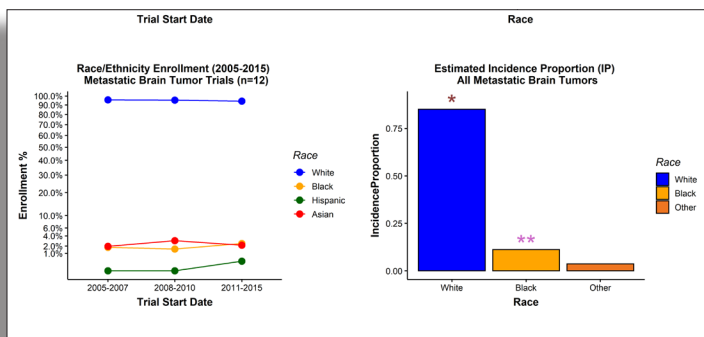 Trial Start Date
Race
Race/Ethnicity Enrollment (2005-2015)
Metastatic Brain Tumor Trials (n=12)
Enrollment %
100.0%
90.0%
80.0%
70.0%
60.0%
50.0%
40.0%
30.0%
20.0%
10.0%
6.0%
4.0%
2.0%
1.0%
2005-2007
2008-2010
2011-2015
Trial Start Date
Race
White
Black
Hispanic
Asian
Estimated Incidence Proportion (IP)
All Metastatic Brain Tumors
IncidenceProportion
0.75
0.50
0.25
0.00
*
**
White
Black
Other
Race
Race
White
Black
Other